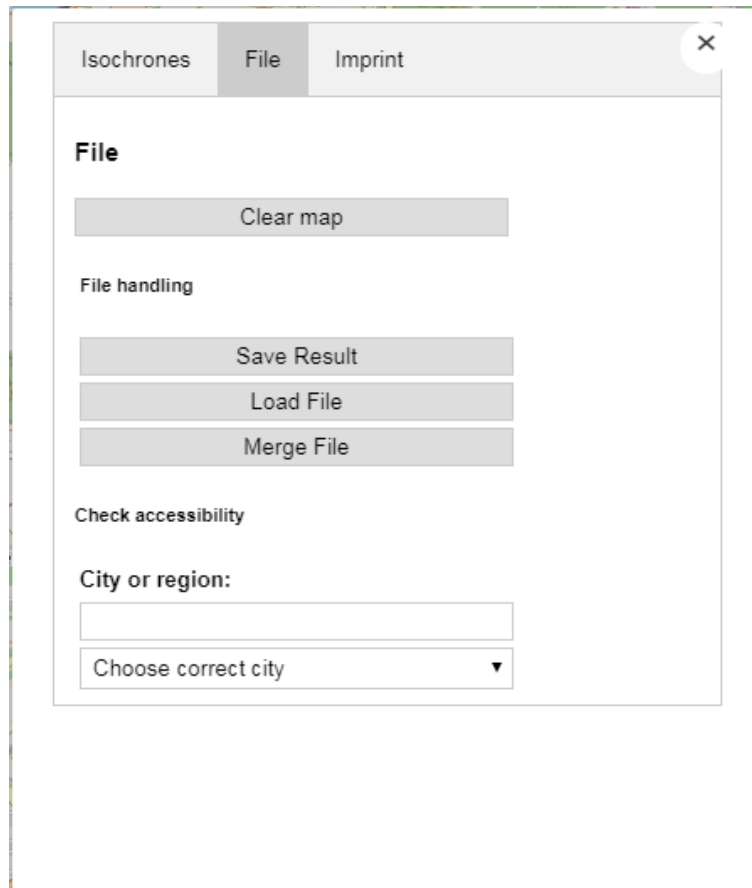 Isochrones File Imprint ×
File
Clear map
File handling
Save Result
Load File
Merge File
Check accessibility
City or region:
Choose correct city